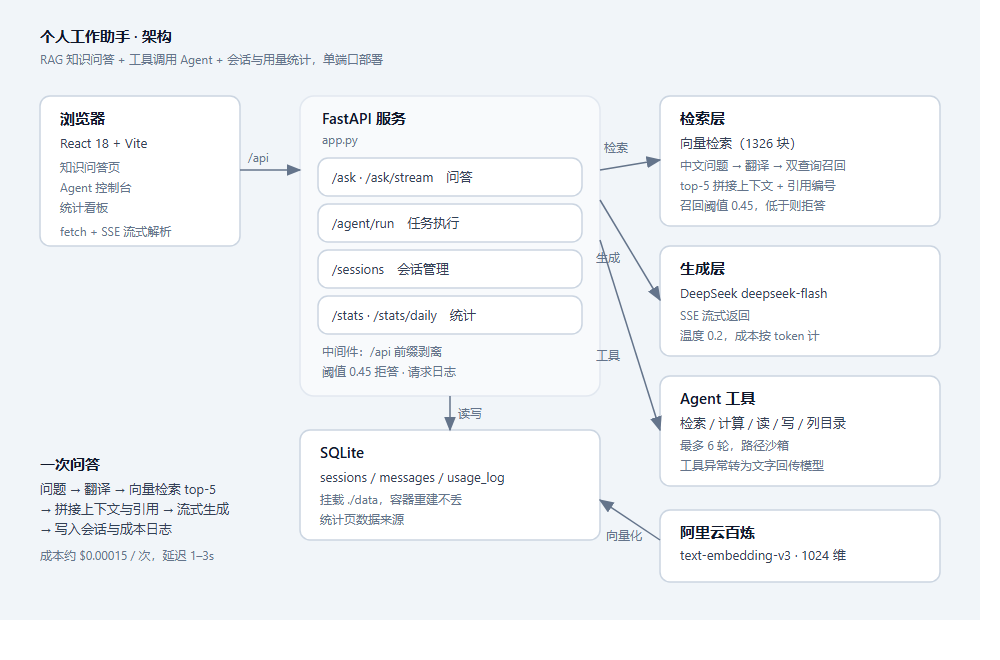 个人工作助手 · 架构
RAG 知识问答 + 工具调用 Agent + 会话与用量统计，单端口部署
浏览器
React 18 + Vite
知识问答页
Agent 控制台
统计看板
fetch + SSE 流式解析
/api
FastAPI 服务
app.py
/ask · /ask/stream 问答
/agent/run 任务执行
/sessions 会话管理
/stats · /stats/daily 统计
中间件：/api 前缀剥离
阈值 0.45 拒答 · 请求日志
检索
生成
工具
检索层
向量检索（1326 块）
中文问题 → 翻译 → 双查询召回
top-5 拼接上下文 + 引用编号
召回阈值 0.45，低于则拒答
生成层
DeepSeek deepseek-flash
SSE 流式返回
温度 0.2，成本按 token 计
Agent 工具
检索 / 计算 / 读 / 写 / 列目录
最多 6 轮，路径沙箱
工具异常转为文字回传模型
读写
SQLite
sessions / messages / usage_log
挂载 ./data，容器重建不丢
统计页数据来源
向量化
阿里云百炼
text-embedding-v3 · 1024 维
一次问答
问题 → 翻译 → 向量检索 top-5
→ 拼接上下文与引用 → 流式生成
→ 写入会话与成本日志
成本约 $0.00015 / 次，延迟 1–3s